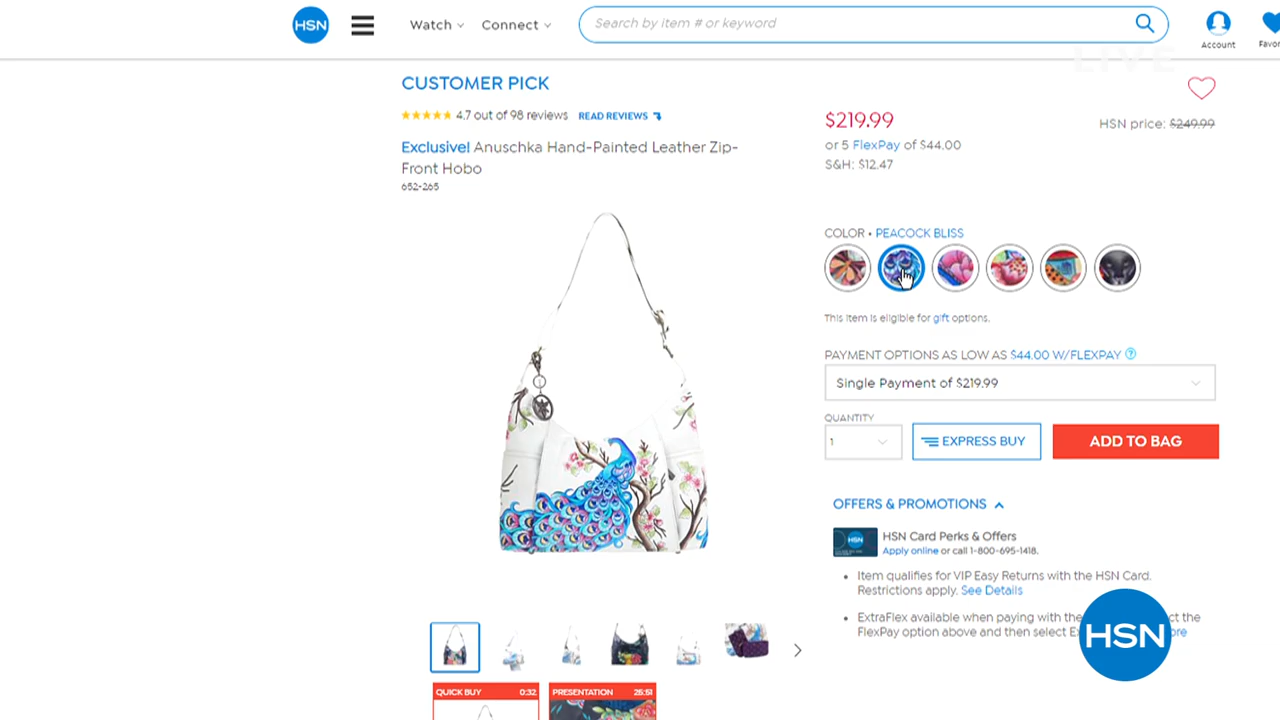 HSN
Watch
Connect
Search by item # or keyword
Account
LIVE
CUSTOMER PICK
4.7 out of 98 reviews READ REVIEWS
Exclusive! Anuschka Hand-Painted Leather Zip-
Front Hobo
652-265
$219.99
HSN price: $249.99
or 5 FlexPay of $44.00
S&H: $12.47
COLOR • PEACOCK BLISS
This item is eligible for gift options.
PAYMENT OPTIONS AS LOW AS $44.00 W/FLEXPAY ?
Single Payment of $219.99
QUANTITY
1
EXPRESS BUY
ADD TO BAG
OFFERS & PROMOTIONS
HSN
HSN Card Perks & Offers
Apply online or call 1-800-695-1418.
• Item qualifies for VIP Easy Returns with the HSN Card.
Restrictions apply. See Details
• ExtraFlex available when paying with the
FlexPay option above and then select
HSN
QUICK BUY 0:32
PRESENTATION